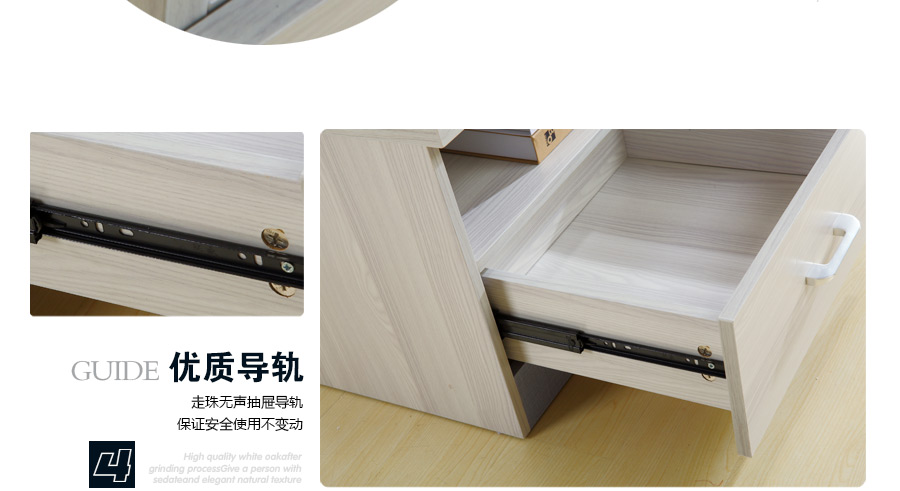 GUIDE 优质导轨
走珠无声抽屉导轨
保证安全使用不变动
4
High quality white oakafter
grinding processGive a person with
sedateand elegant natural texture